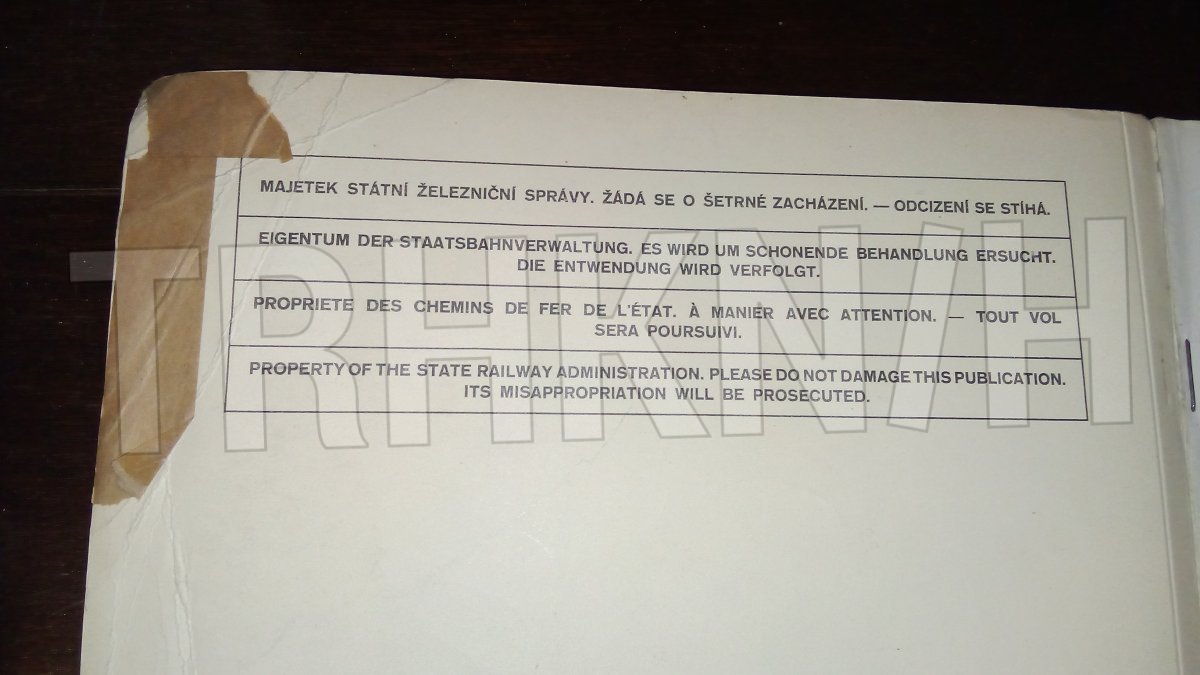 MAJETEK STÁTNÍ ŽELEZNIČNÍ SPRÁVY. ŽÁDÁ SE O ŠETRNÉ ZACHÁZENÍ. — ODCIZENÍ SE STÍHÁ.
EIGENTUM DER STAATSBAHNVERWALTUNG. ES WIRD UM SCHONENDE BEHANDLUNG ERSUCHT.
DIE ENTWENDUNG WIRD VERFOLGT.
PROPRIETE DES CHEMINS DE FER DE L'ÉTAT. À MANIER AVEC ATTENTION. — TOUT VOL
SERA POURSUIVI.
PROPERTY OF THE STATE RAILWAY ADMINISTRATION. PLEASE DO NOT DAMAGE THIS PUBLICATION.
ITS MISAPPROPRIATION WILL BE PROSECUTED.
TRHKNIH